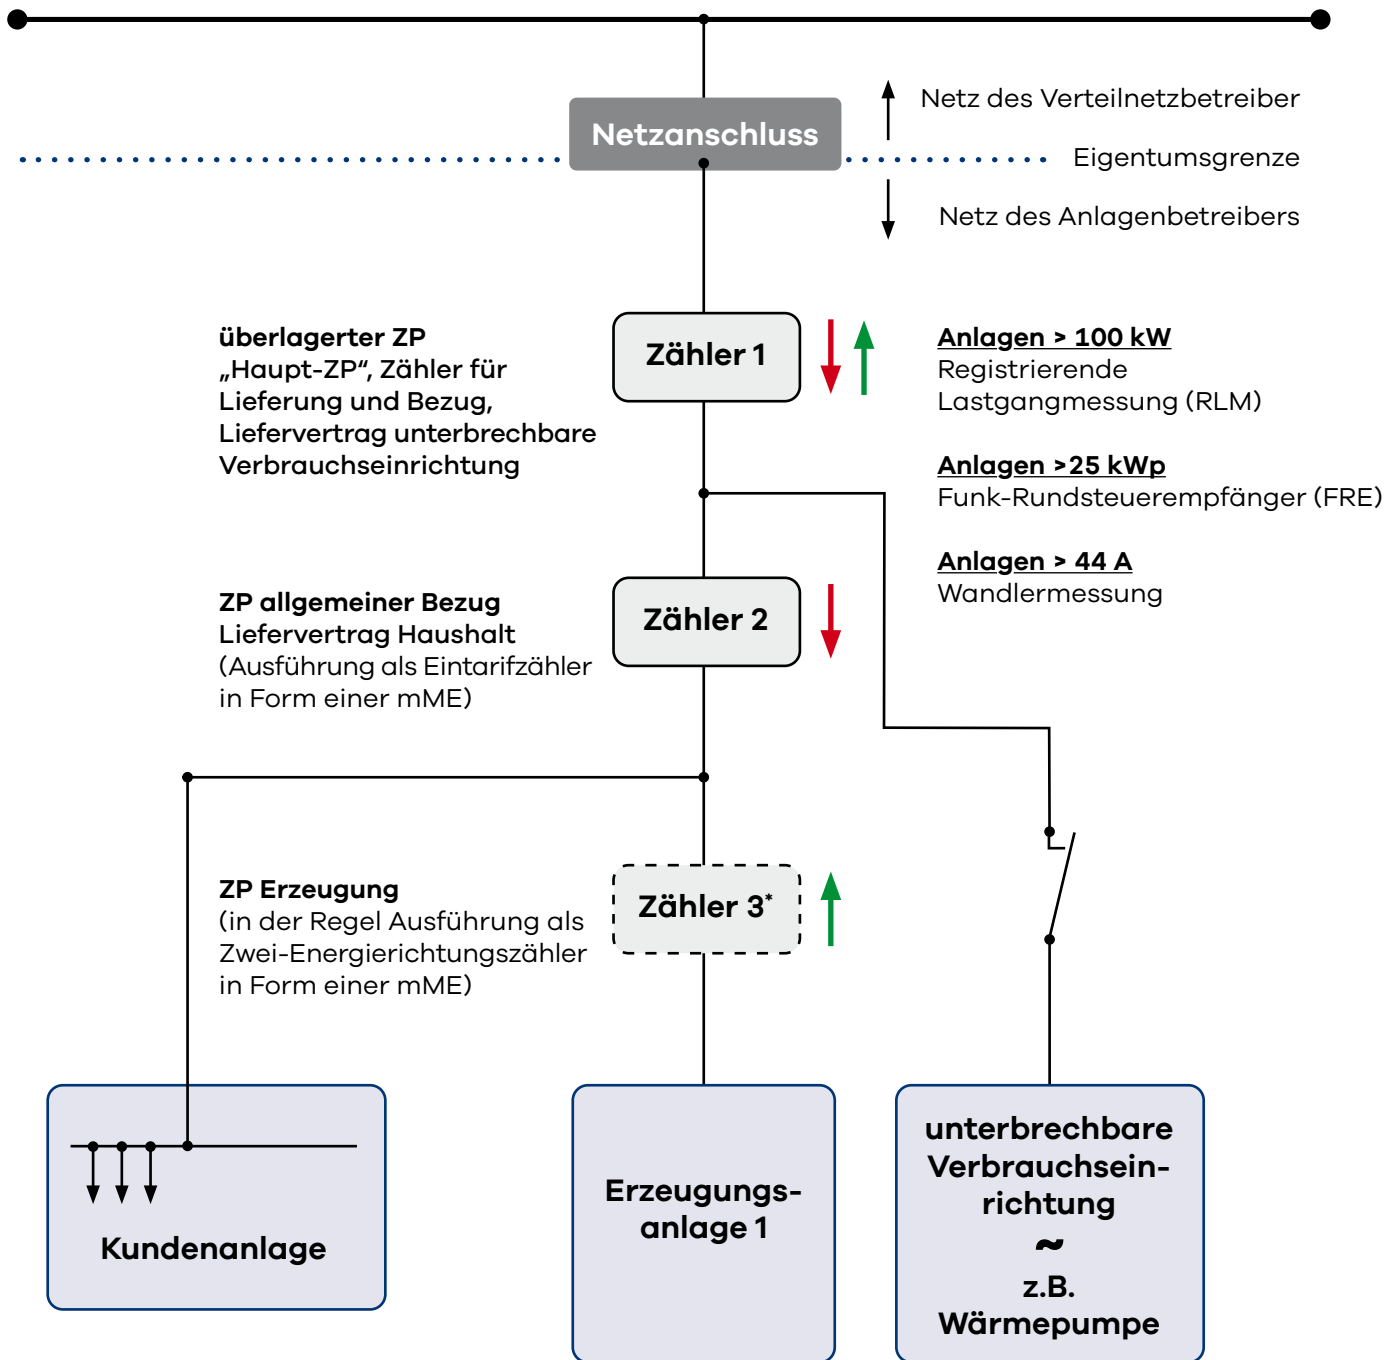 Netzanschluss
Netz des Verteilnetzbetreiber
Eigentumsgrenze
Netz des Anlagenbetreibers
überlagerter ZP
„Haupt-ZP“, Zähler für
Lieferung und Bezug,
Liefervertrag unterbrechbare
Verbrauchseinrichtung
Zähler 1
Anlagen > 100 kW
Registrierende
Lastgangmessung (RLM)
Anlagen >25 kWp
Funk-Rundsteuerempfänger (FRE)
Anlagen > 44 A
Wandlermessung
ZP allgemeiner Bezug
Liefervertrag Haushalt
(Ausführung als Eintarifzähler
in Form einer mME)
Zähler 2
ZP Erzeugung
(in der Regel Ausführung als
Zwei-Energierichtungszähler
in Form einer mME)
Zähler 3*
Kundenanlage
Erzeugungs-
anlage 1
unterbrechbare
Verbrauchsein-
richtung
~
z.B.
Wärmepumpe